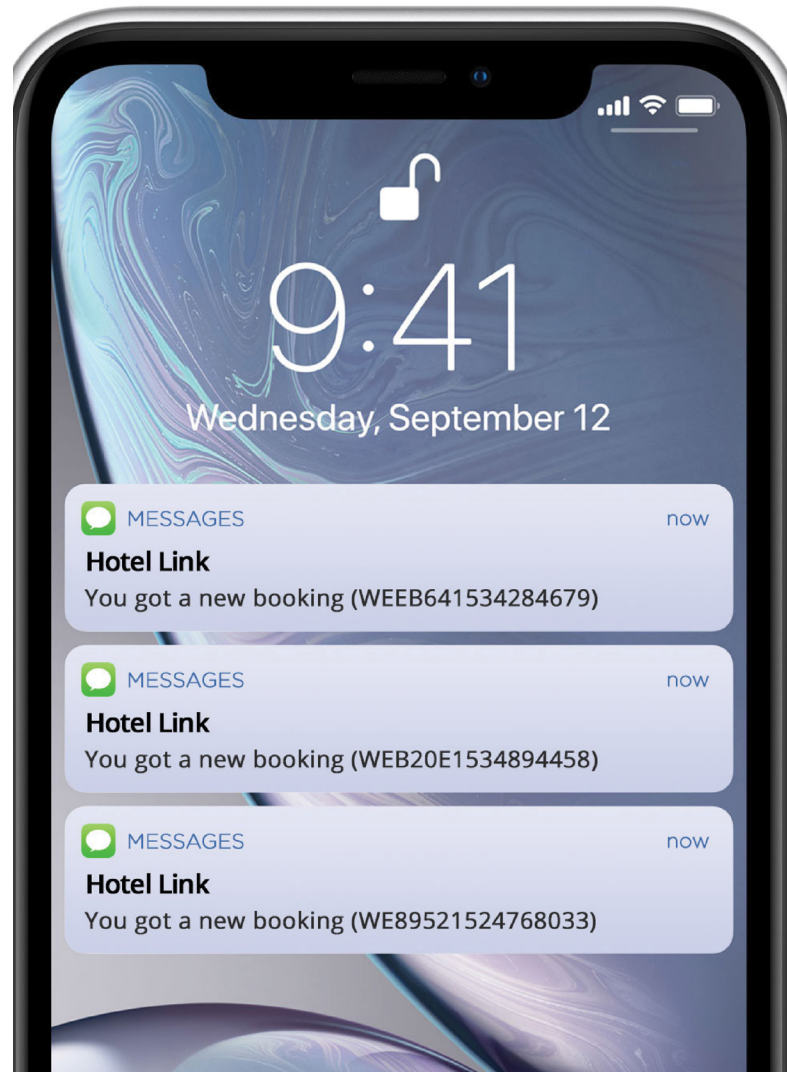 9:41
Wednesday, September 12
MESSAGES now
Hotel Link
You got a new booking (WEEB641534284679)
MESSAGES now
Hotel Link
You got a new booking (WEB20E1534894458)
MESSAGES now
Hotel Link
You got a new booking (WE89521524768033)